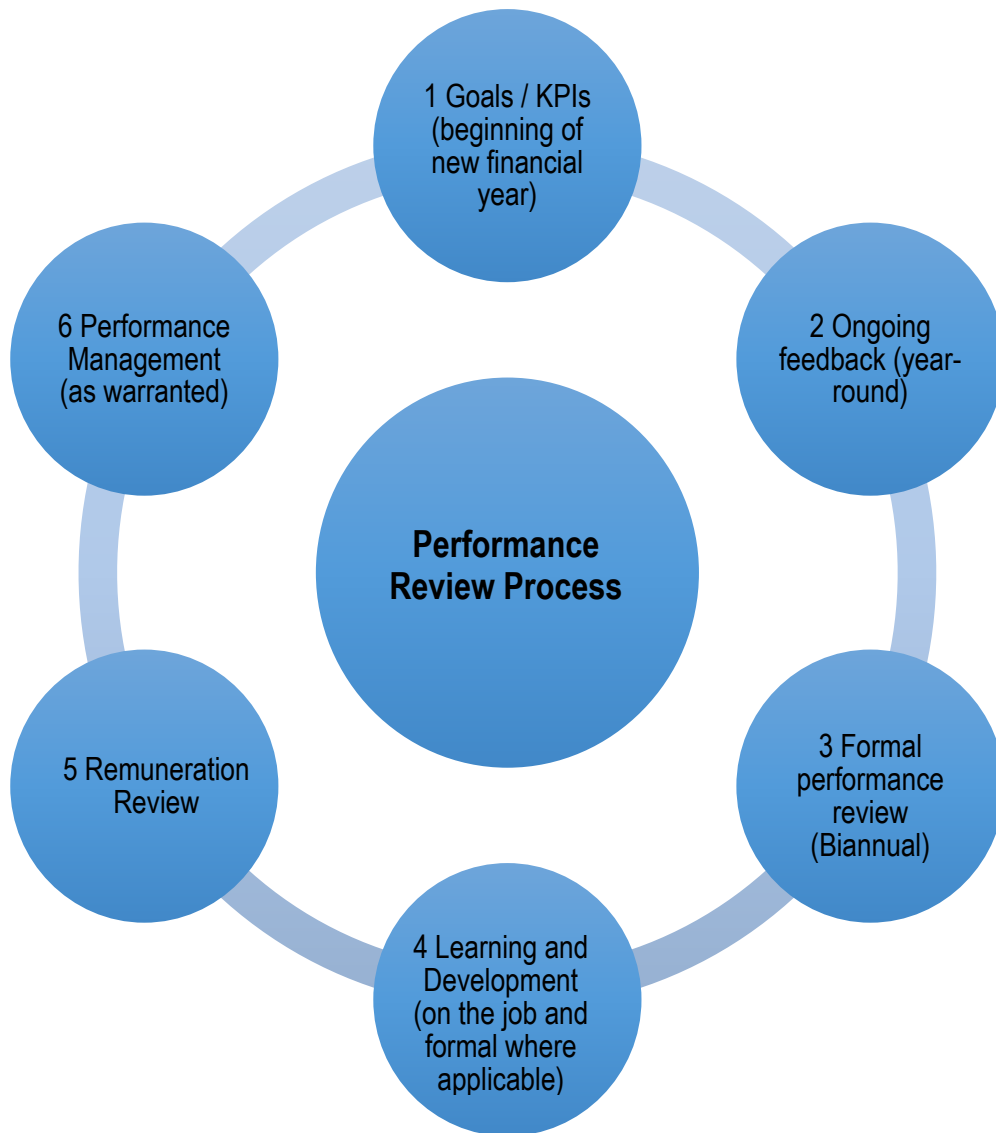 1 Goals / KPIs
(beginning of
new financial
year)
2 Ongoing
feedback (year-
round)
3 Formal
performance
review
(Biannual)
4 Learning and
Development
(on the job and
formal where
applicable)
5 Remuneration
Review
6 Performance
Management
(as warranted)
Performance
Review Process